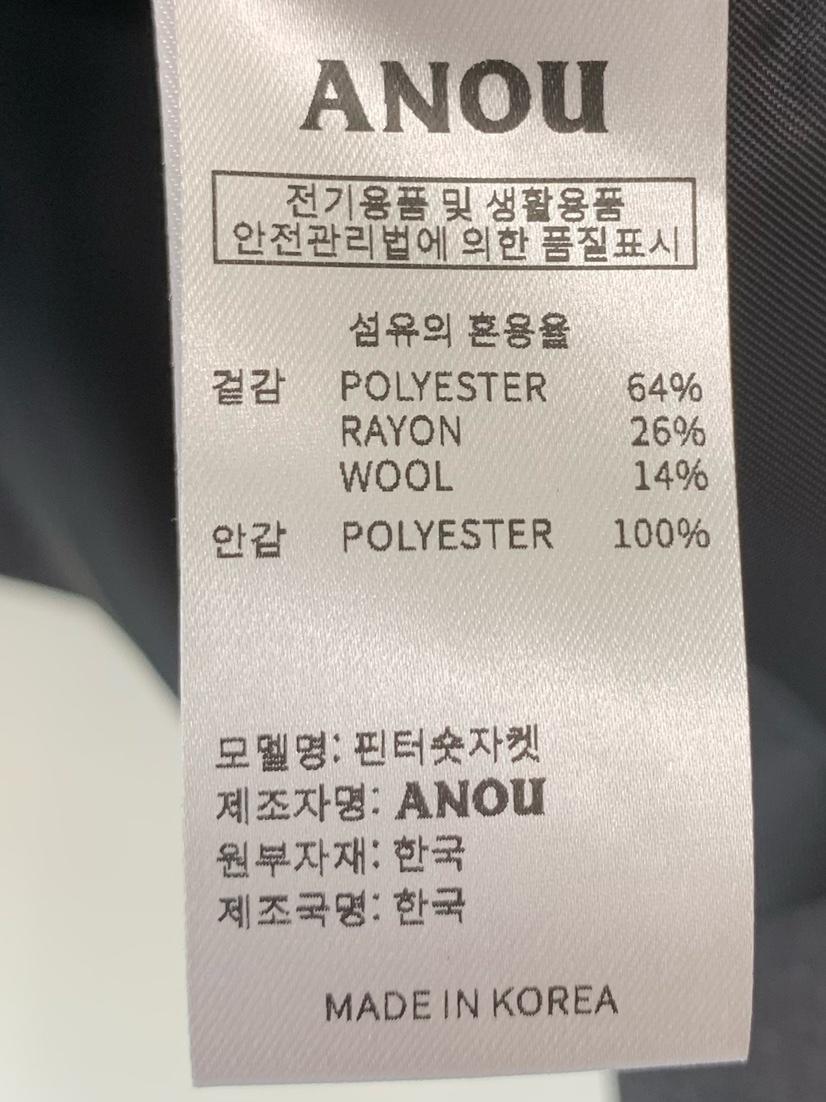 ANOU
전기용품 및 생활용품
안전관리법에 의한 품질표시
섬유의 혼용율
겉감 POLYESTER 64%
RAYON 26%
WOOL 14%
안감 POLYESTER 100%
모델명: 핀터숏자켓
제조자명: ANOU
원부자재: 한국
제조국명: 한국
MADE IN KOREA